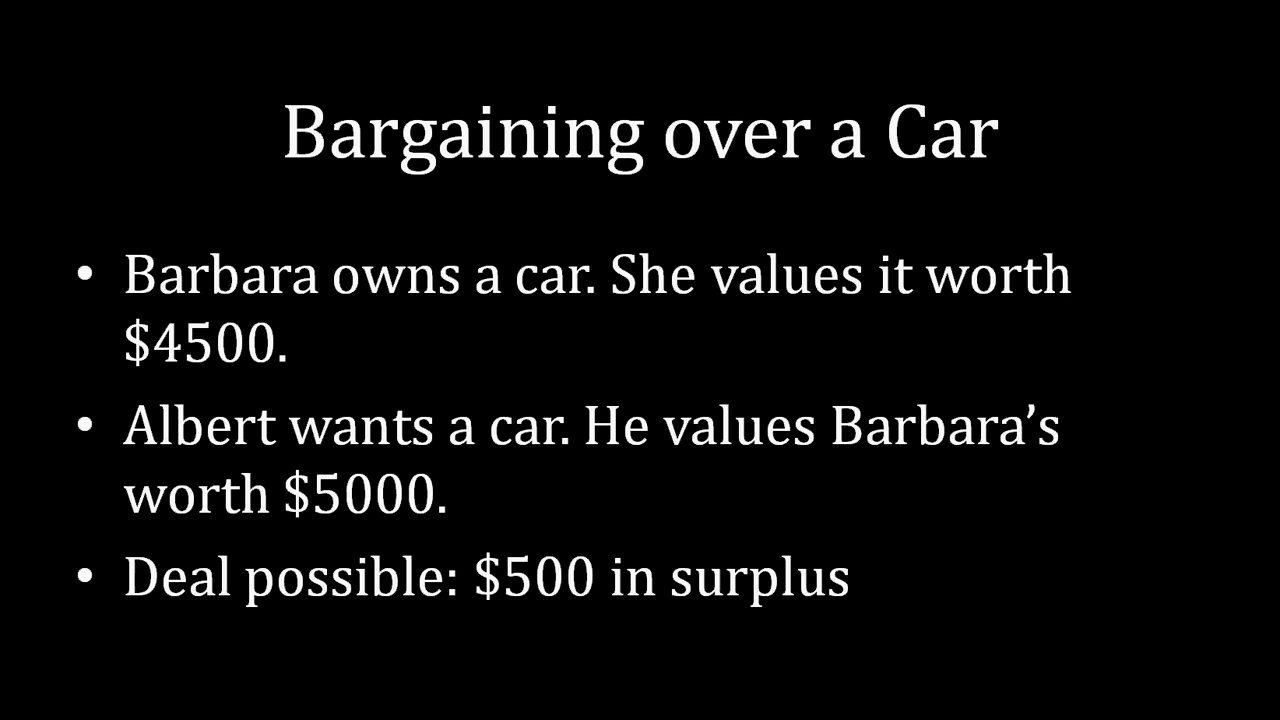 Bargaining over a Car
• Barbara owns a car. She values it worth
$4500.
• Albert wants a car. He values Barbara’s
worth $5000.
• Deal possible: $500 in surplus